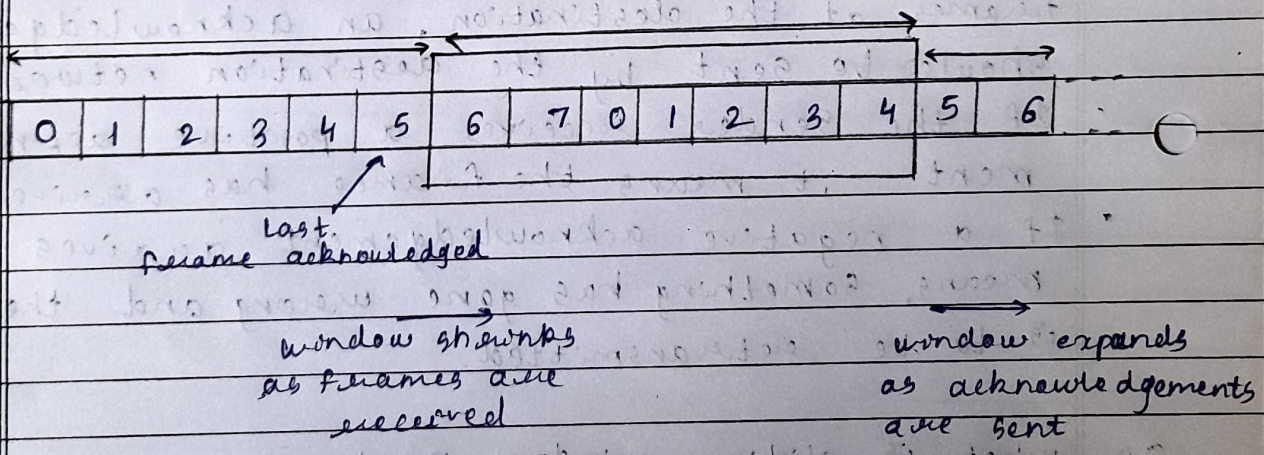 0 1 2 3 4 5 6 7 0 1 2 3 4 5 6
Last
frame acknowledged
window shrinks
as frames are
received
window expands
as acknowledgements
are sent